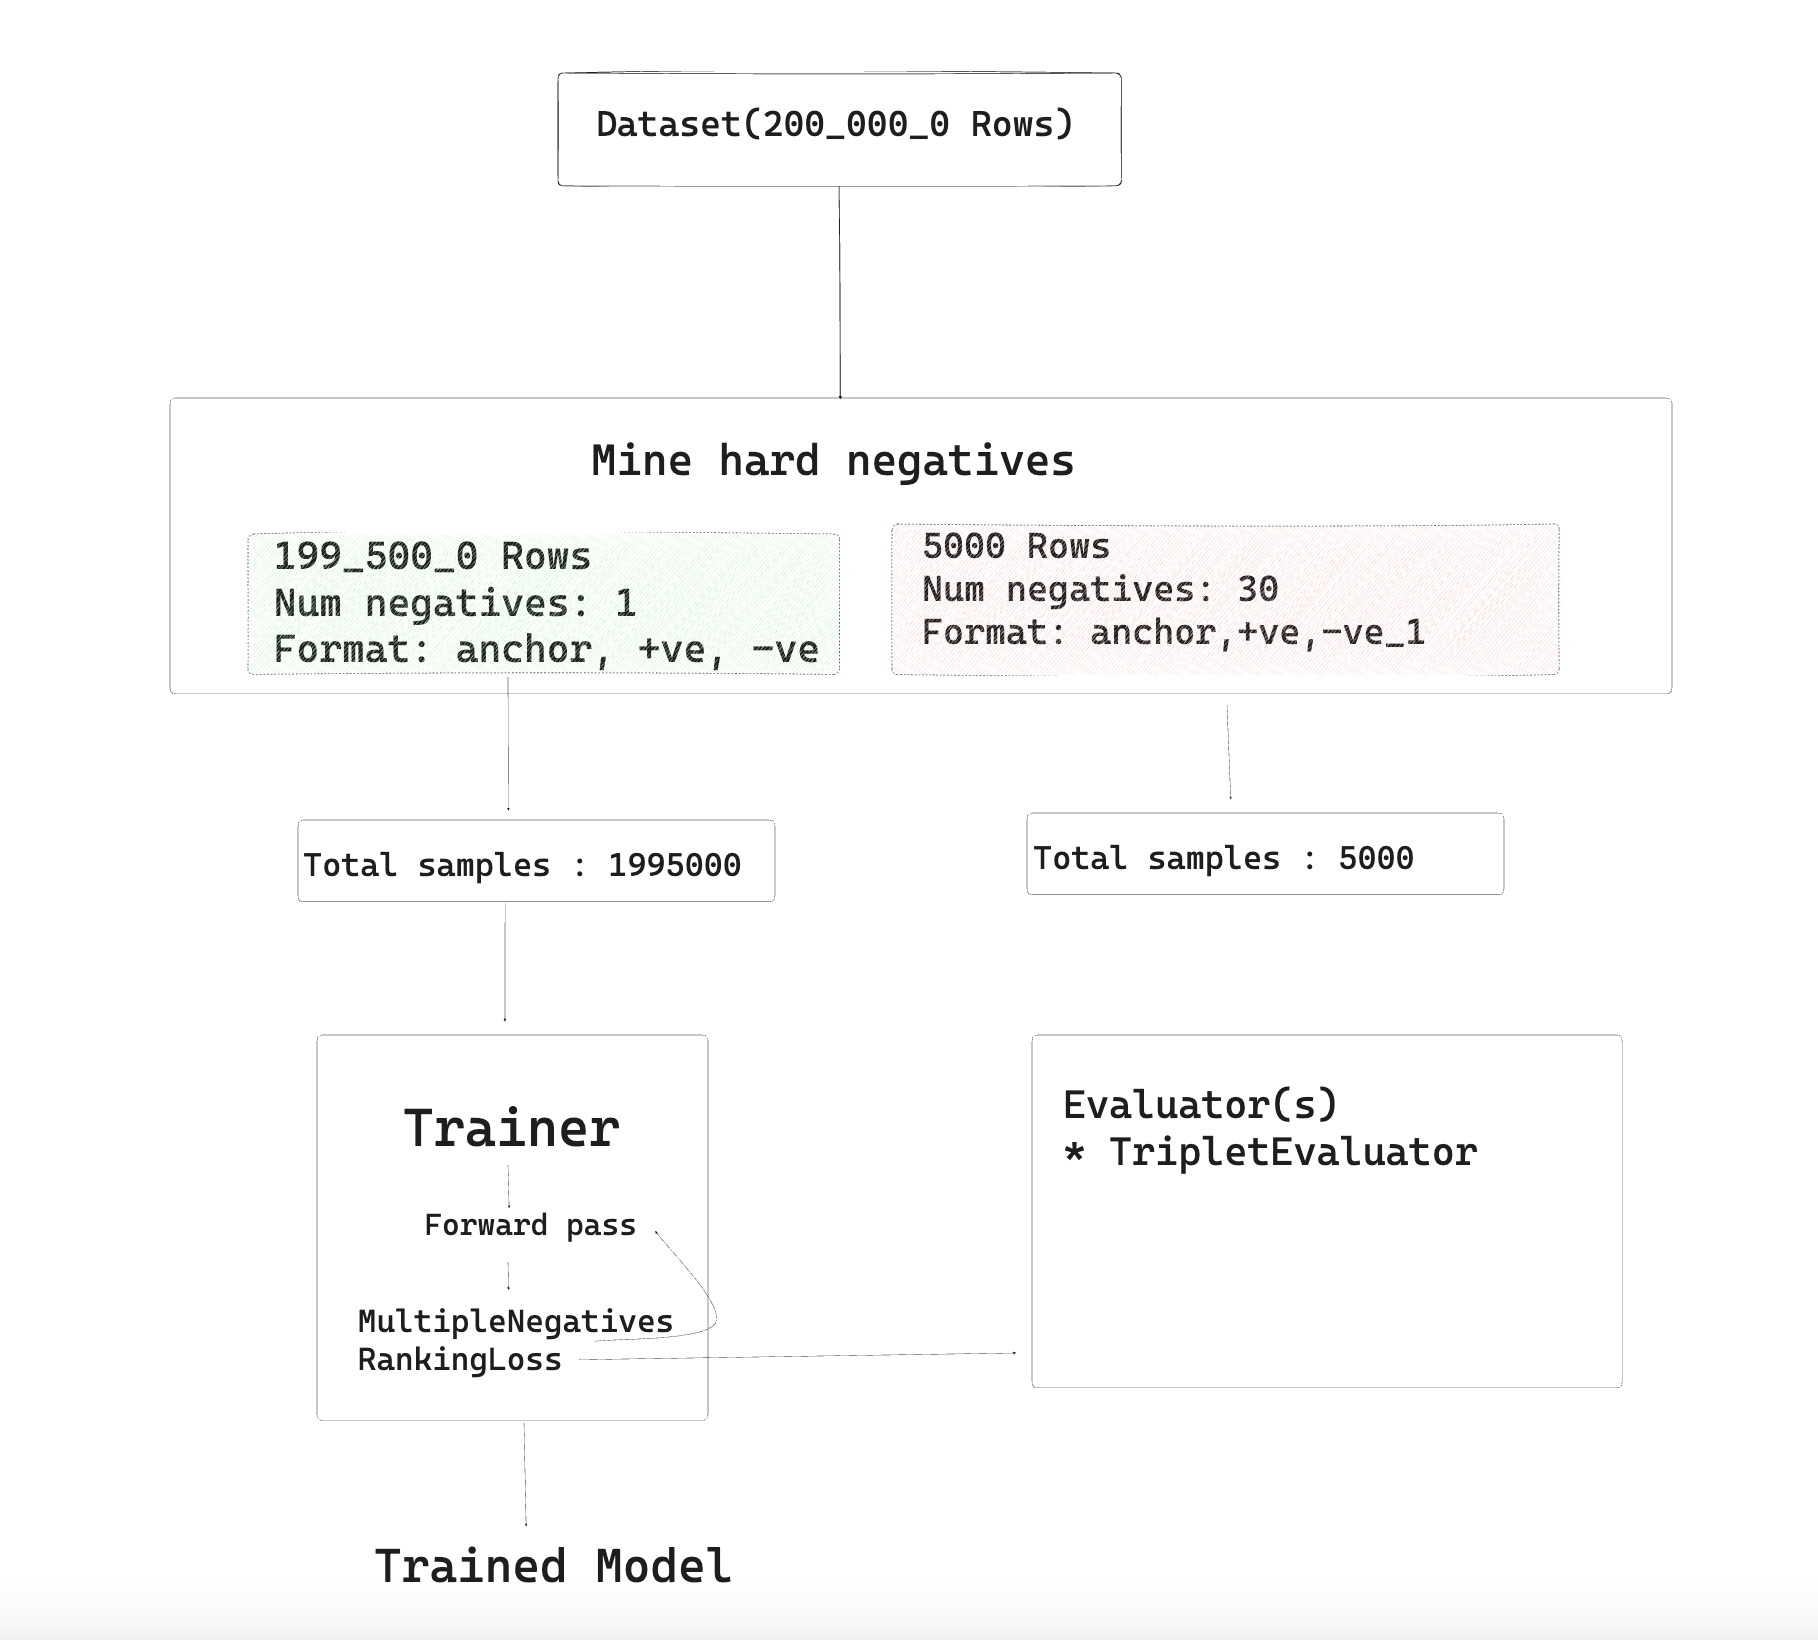 Dataset(200_000_0 Rows)
Mine hard negatives
199_500_0 Rows
Num negatives: 1
Format: anchor, +ve, -ve
5000 Rows
Num negatives: 30
Format: anchor,+ve,-ve_1
Total samples : 1995000
Total samples : 5000
Trainer
Forward pass
MultipleNegatives
RankingLoss
Evaluator(s)
* TripletEvaluator
Trained Model